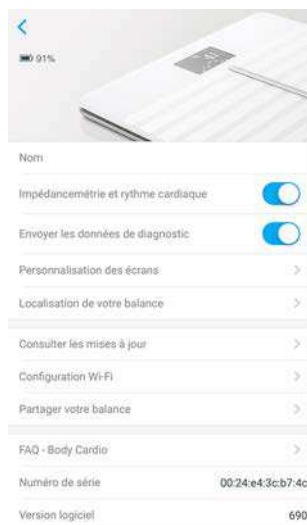 91%
Nom
Impédancemétrie et rythme cardiaque
Envoyer les données de diagnostic
Personnalisation des écrans
Localisation de votre balance
Consulter les mises à jour
Configuration Wi-Fi
Partager votre balance
FAQ - Body Cardio
Numéro de série 00:24:e4:3c:b7:4c
Version logiciel 690